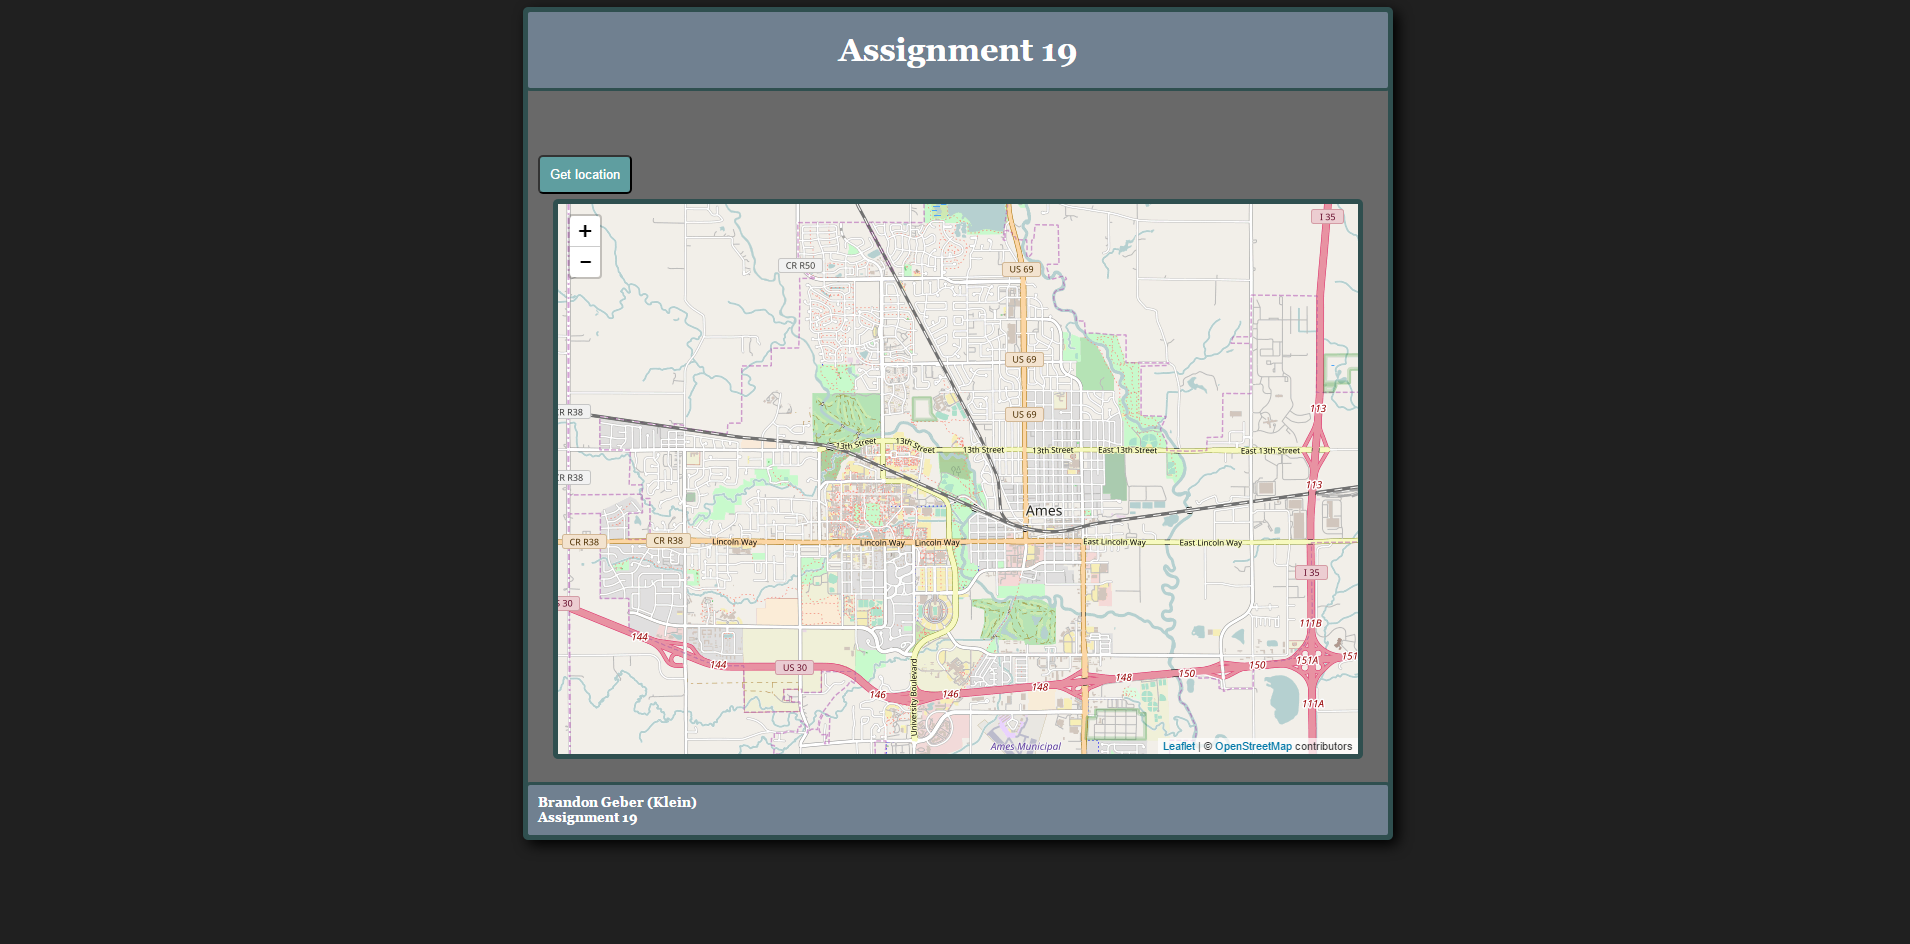 Assignment 19
Get location
+
−
I 35
CR R50
US 69
US 69
113
CR R38
US 69
13th Street
13th Street
13th Street
13th Street
East 13th Street
East 13th Street
CR R38
113
Ames
CR R38
CR R38
Lincoln Way
Lincoln Way
Lincoln Way
East Lincoln Way
East Lincoln Way
I 35
US 30
144
111B
144
US 30
146
146
148
148
150
150
151A
151
University Boulevard
111A
Ames Municipal
Leaflet | © OpenStreetMap contributors
Brandon Geber (Klein)
Assignment 19